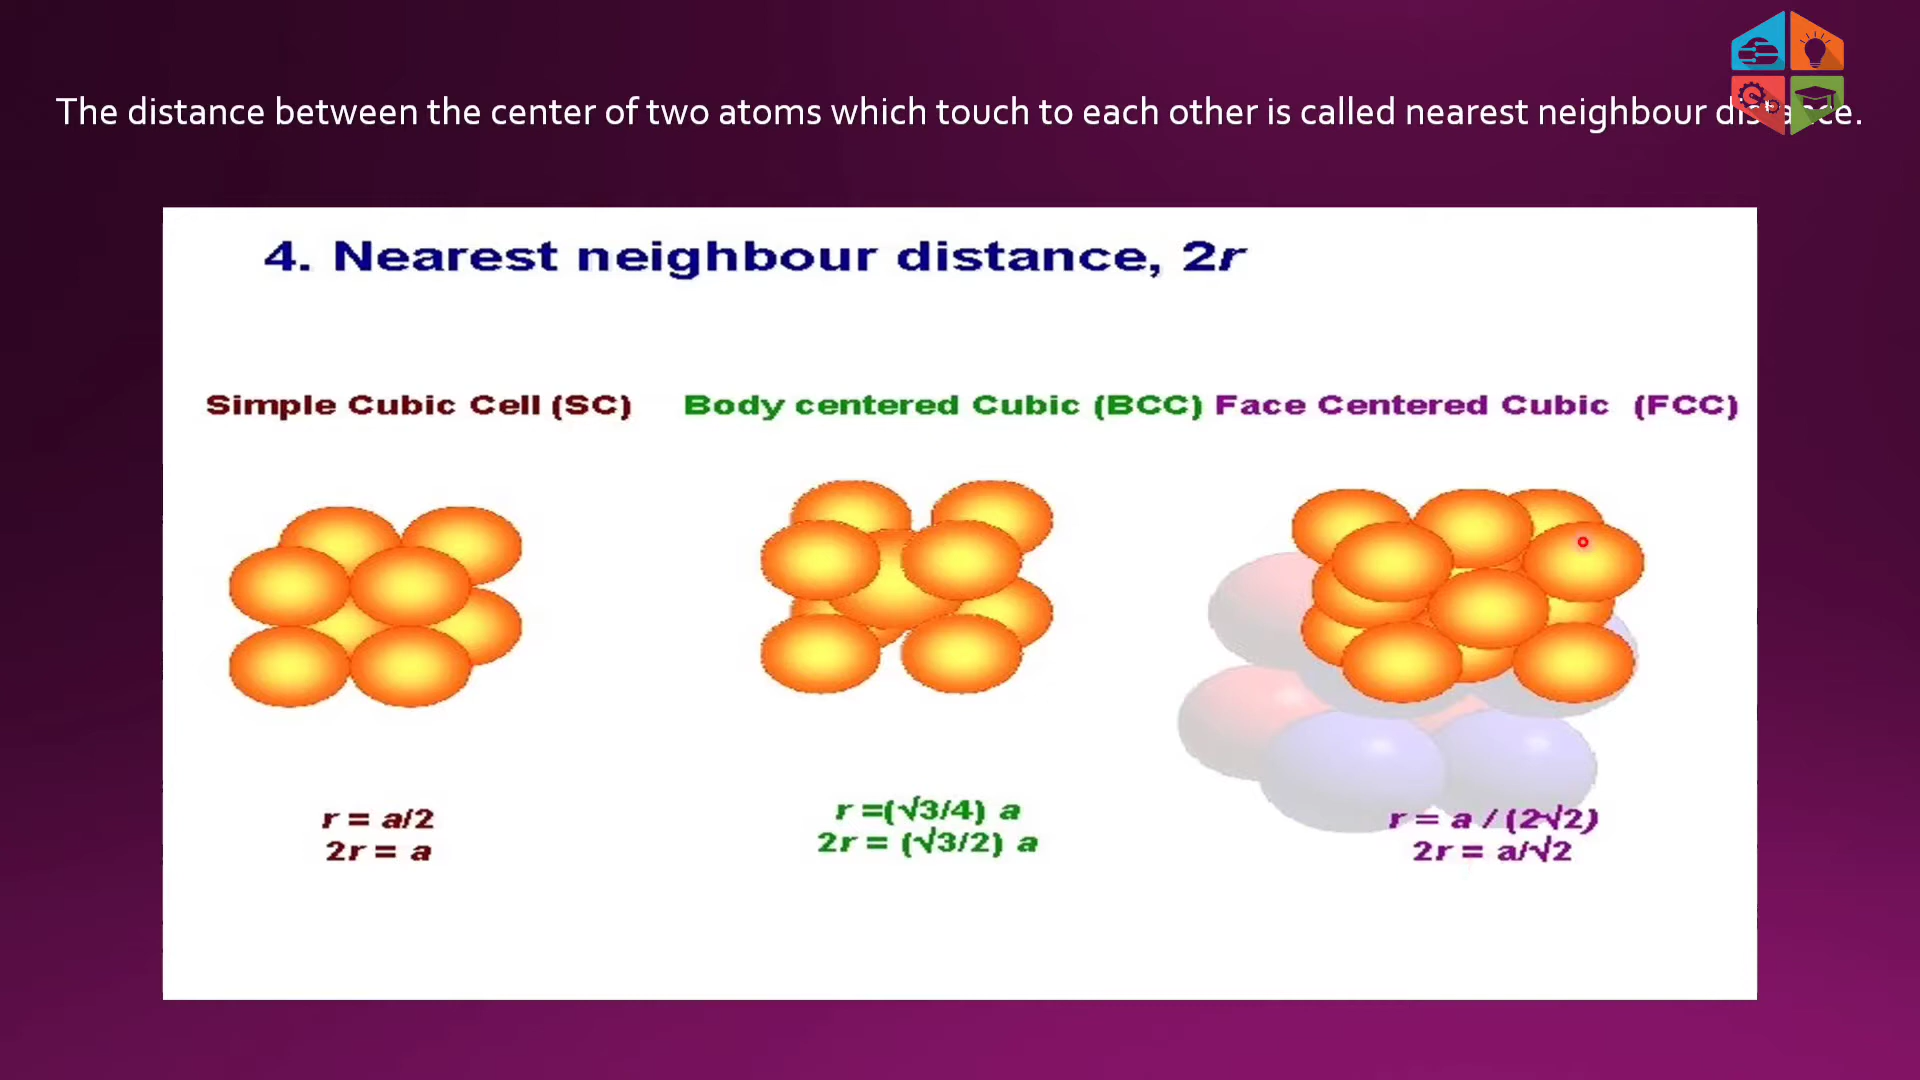 The distance between the center of two atoms which touch to each other is called nearest neighbour distance.
4. Nearest neighbour distance, 2r
Simple Cubic Cell (SC) Body centered Cubic (BCC) Face Centered Cubic (FCC)
r = a/2
2r = a
r =(√3/4) a
2r = (√3/2) a
r = a / (2√2)
2r = a/√2